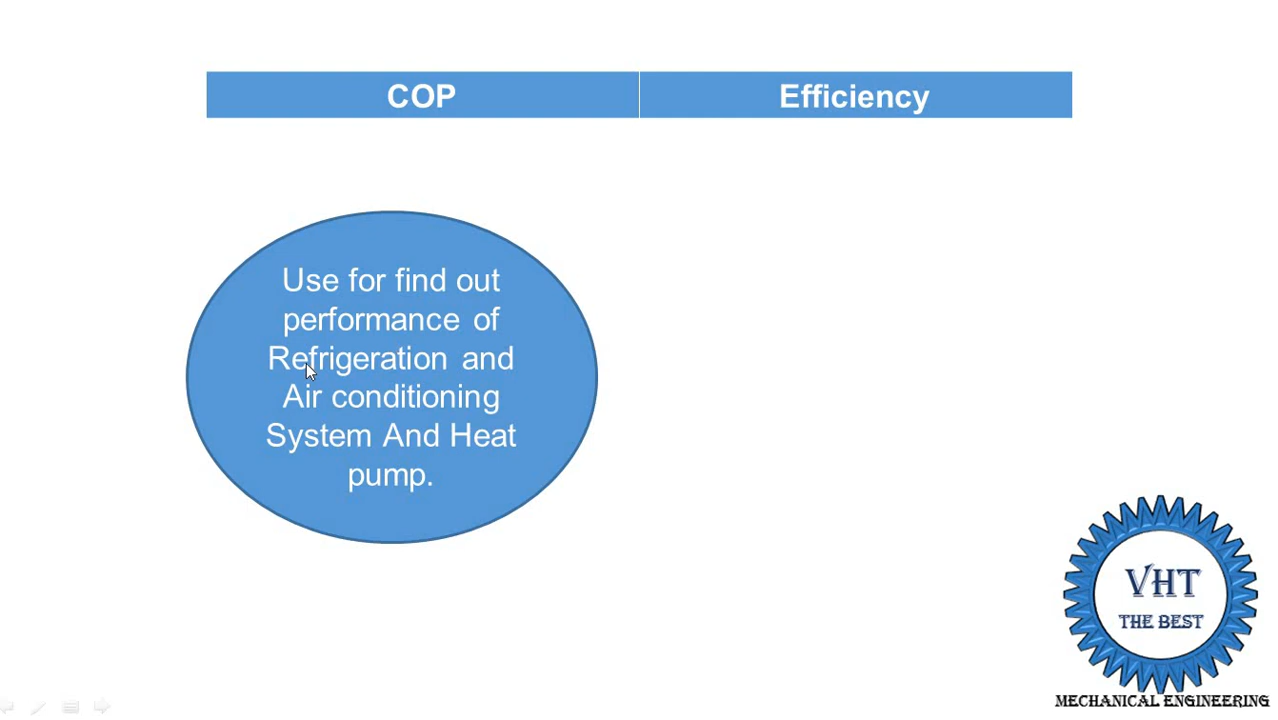 COP
Efficiency
Use for find out
performance of
Refrigeration and
Air conditioning
System And Heat
pump.
VHT
THE BEST
MECHANICAL ENGINEERING